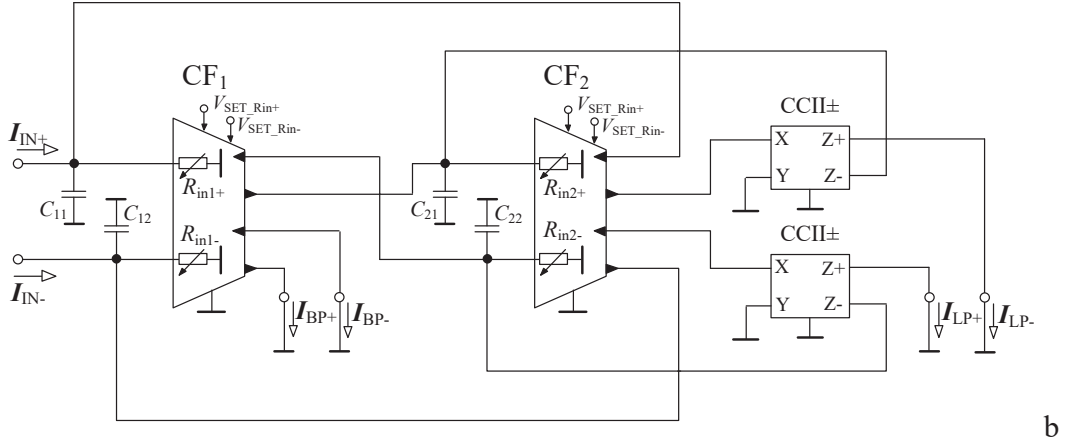 CF1 CF2
VSET_Rin+ VSET_Rin+
VSET_Rin- VSET_Rin-
CCII±
IIN+
X Z+
Rin1+ Rin2+
Y Z-
C11 C12 C21 C22
CCII±
Rin1- Rin2-
X Z+
IIN-
Y Z-
IBP+ IBP- ILP+ ILP-
b